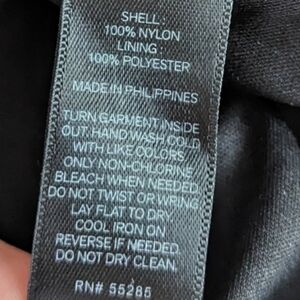 SHELL :
100% NYLON
LINING
100% POLYESTER
MADE IN PHILIPPINES
TURN GARMENT INSIDE
OUT. HAND WASH COLD
WITH LIKE COLORS
ONLY NON-CHLORINE
BLEACH WHEN NEEDED.
DO NOT TWIST OR WRING
LAY FLAT TO DRY
COOL IRON ON
REVERSE IF NEEDED.
DO NOT DRY CLEAN.
RN# 55285